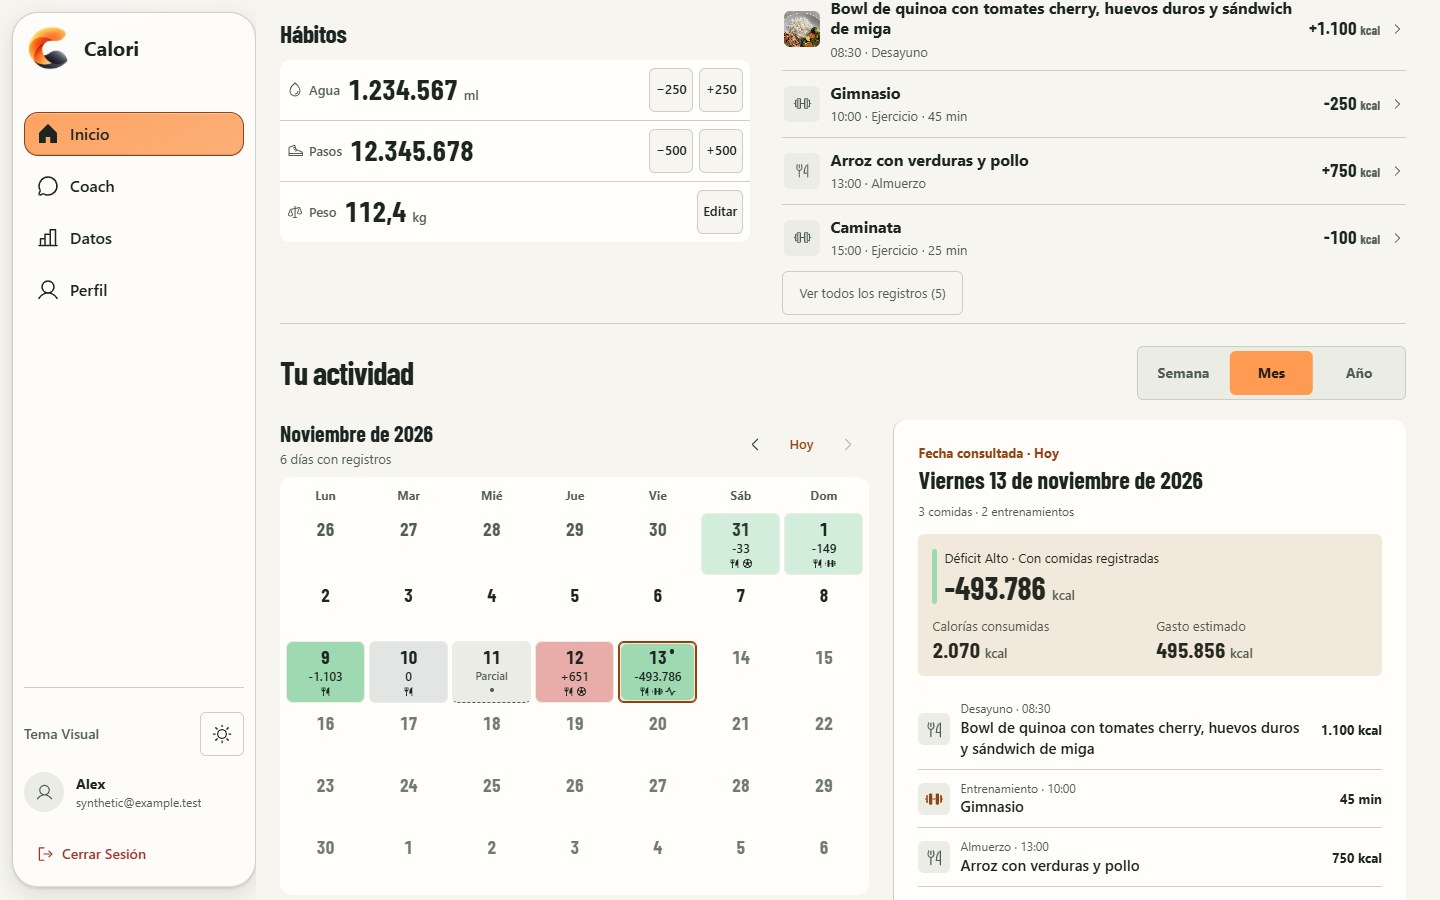 Calori
Inicio
Coach
Datos
Perfil
Tema Visual
Alex
synthetic@example.test
Cerrar Sesión
Hábitos
Agua 1.234.567 ml
−250 +250
Pasos 12.345.678
−500 +500
Peso 112,4 kg
Editar
Bowl de quinoa con tomates cherry, huevos duros y sándwich
de miga
08:30 · Desayuno
+1.100 kcal
Gimnasio
10:00 · Ejercicio · 45 min
-250 kcal
Arroz con verduras y pollo
13:00 · Almuerzo
+750 kcal
Caminata
15:00 · Ejercicio · 25 min
-100 kcal
Ver todos los registros (5)
Tu actividad
Semana Mes Año
Noviembre de 2026
6 días con registros
Hoy
Lun Mar Mié Jue Vie Sáb Dom
26 27 28 29 30 31 1
-33 -149
2 3 4 5 6 7 8
9 10 11 12 13 14 15
-1.103 0 Parcial +651 -493.786
16 17 18 19 20 21 22
23 24 25 26 27 28 29
30 1 2 3 4 5 6
Fecha consultada · Hoy
Viernes 13 de noviembre de 2026
3 comidas · 2 entrenamientos
Déficit Alto · Con comidas registradas
-493.786 kcal
Calorías consumidas Gasto estimado
2.070 kcal 495.856 kcal
Desayuno · 08:30
Bowl de quinoa con tomates cherry, huevos duros
y sándwich de miga
1.100 kcal
Entrenamiento · 10:00
Gimnasio
45 min
Almuerzo · 13:00
Arroz con verduras y pollo
750 kcal